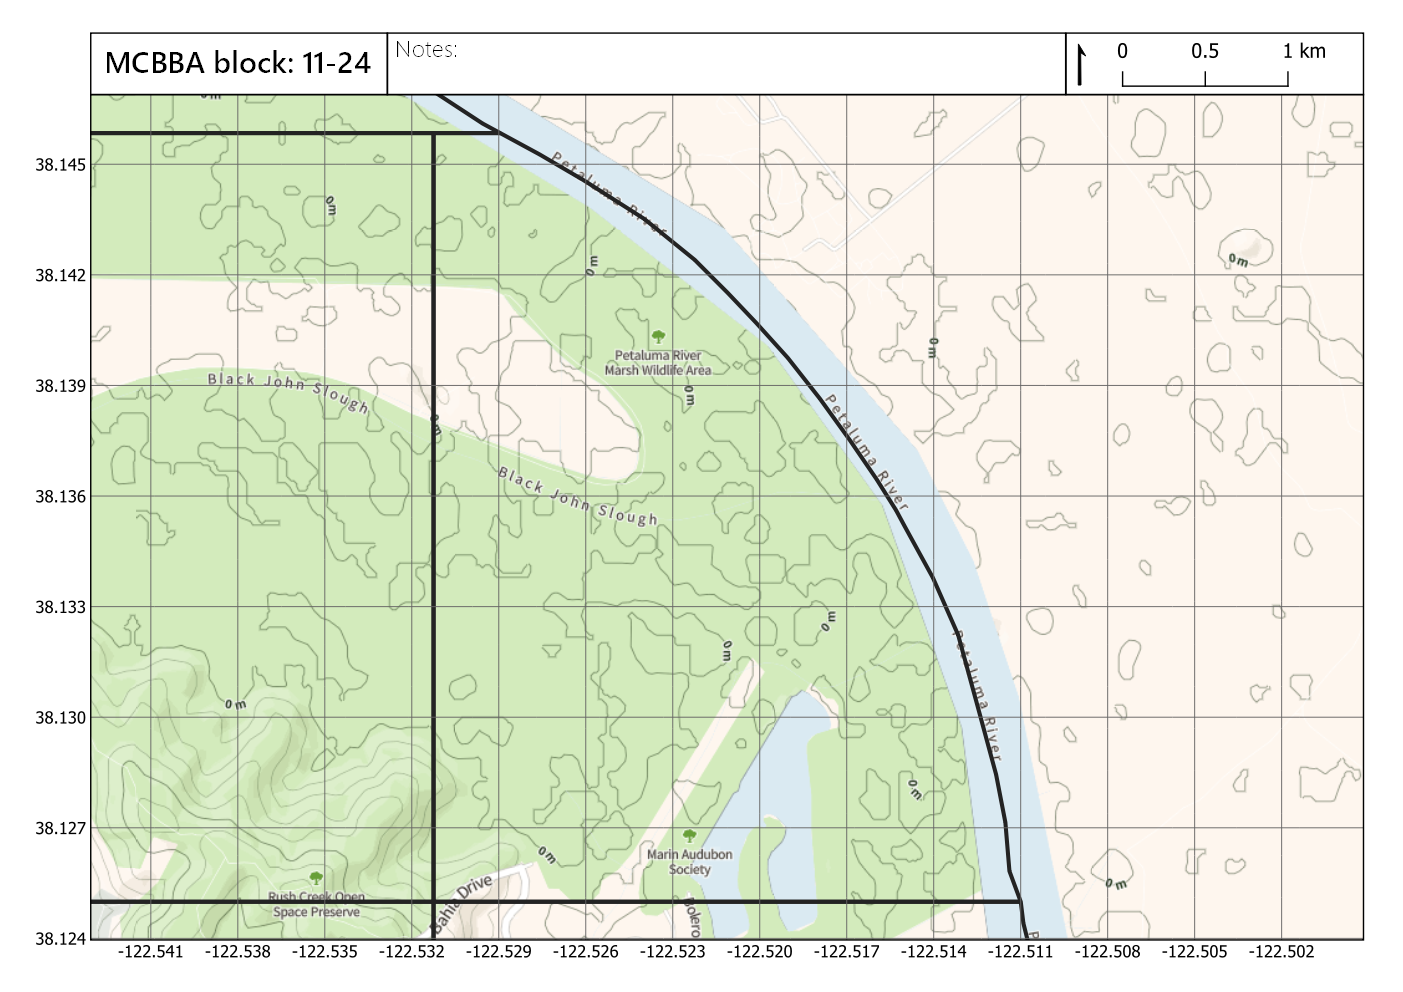 MCBBA block: 11-24
Notes:
0 0.5 1 km
0 m
38.145
Petaluma River
0 m
38.142
0 m
0 m
0 m
Petaluma River
Marsh Wildlife Area
38.139
Black John Slough
0 m
0 m
Petaluma River
38.136
Black John Slough
38.133
0 m
0 m
Petaluma River
0 m
38.130
0 m
38.127
0 m
Marin Audubon
Society
0 m
Rush Creek Open
Space Preserve
Bahia Drive
Bolero
P
38.124
-122.541 -122.538 -122.535 -122.532 -122.529 -122.526 -122.523 -122.520 -122.517 -122.514 -122.511 -122.508 -122.505 -122.502